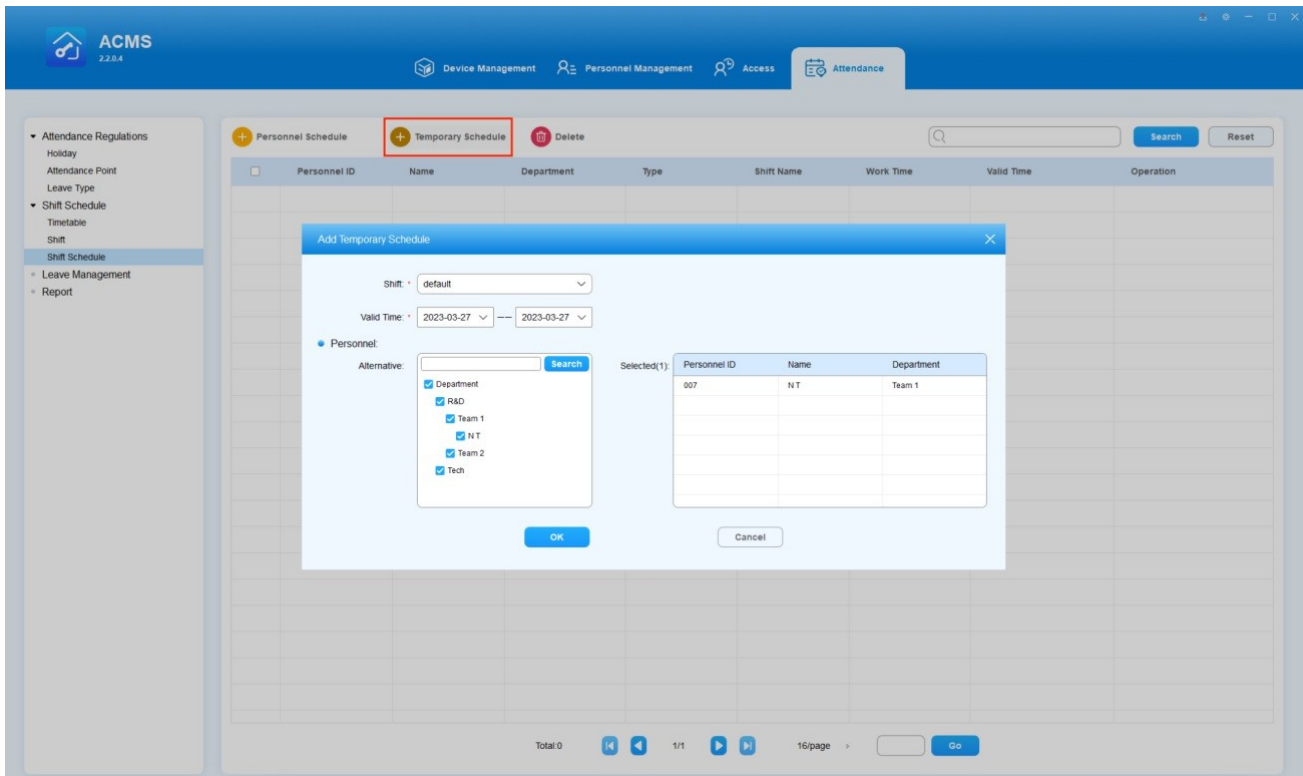 ACMS
2.2.0.4
Device Management
Personnel Management
Access
Attendance
Attendance Regulations
Holiday
Attendance Point
Leave Type
Shift Schedule
Timetable
Shift
Shift Schedule
Leave Management
Report
Personnel Schedule
Temporary Schedule
Delete
Search
Reset
Personnel ID Name Department Type Shift Name Work Time Valid Time Operation
Add Temporary Schedule
Shift: * default
Valid Time: * 2023-03-27 —— 2023-03-27
Personnel:
Alternative:
Search
Department
R&D
Team 1
N T
Team 2
Tech
Selected(1):
Personnel ID Name Department
007 N T Team 1
OK
Cancel
Total:0 1/1 16/page Go